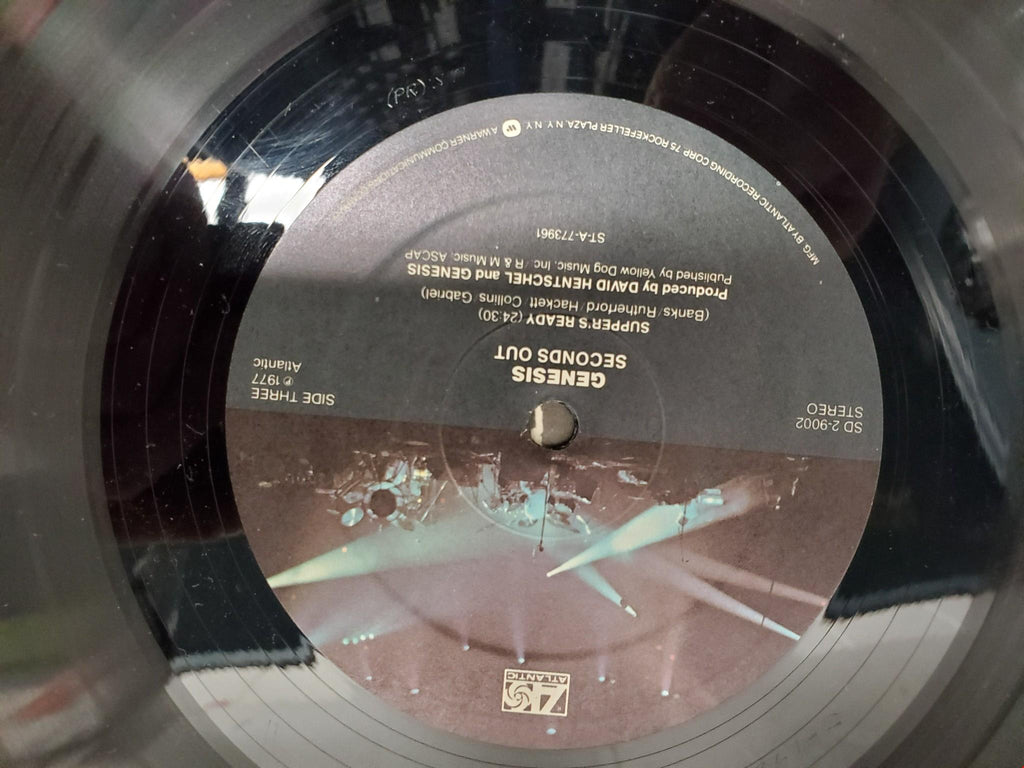 ATLANTIC
SD 2-9002
STEREO
SIDE THREE
℗ 1977
Atlantic
GENESIS
SECONDS OUT
SUPPER'S READY (24:30)
(Banks/Rutherford/Hackett/Collins/Gabriel)
Produced by DAVID HENTSCHEL and GENESIS
Published by Yellow Dog Music, Inc./R & M Music, ASCAP
ST-A-773961
MFG. BY ATLANTIC RECORDING CORP 75 ROCKEFELLER PLAZA N.Y. N.Y. W A WARNER COMMUNICATIONS
(PR)